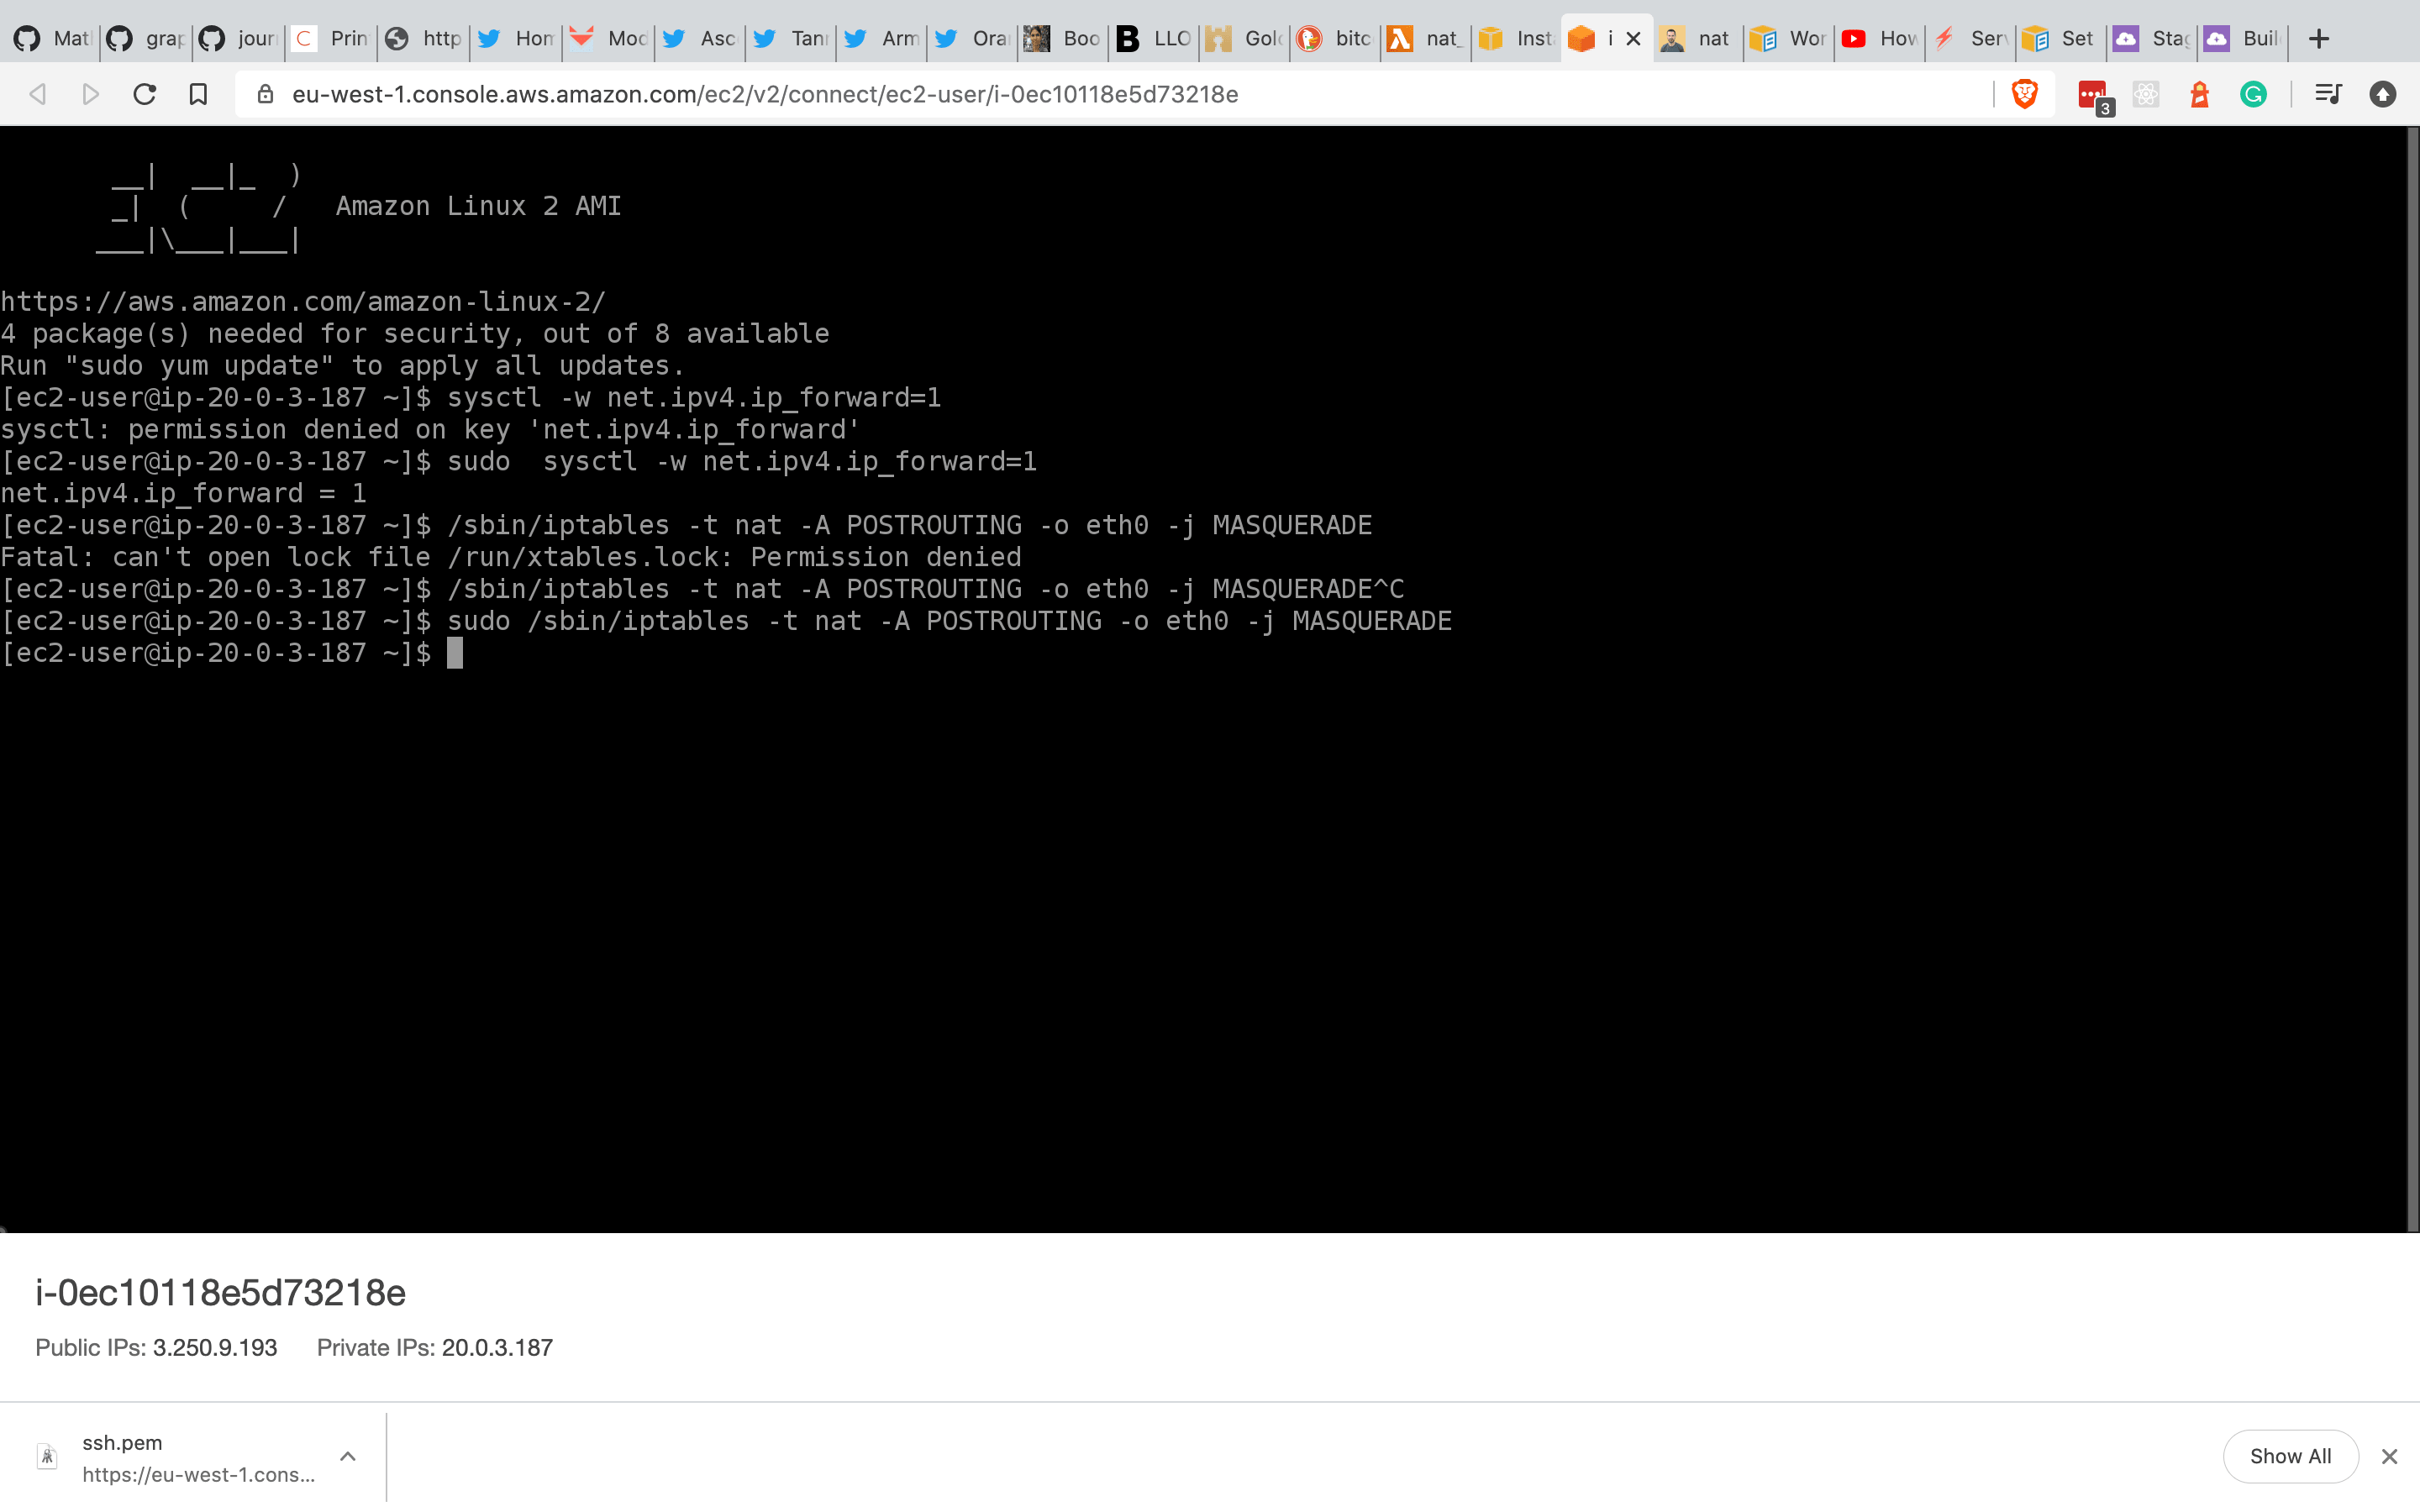 Mat
grap
jour
Prin
http
Hom
Mod
Asc
Tann
Arm
Oran
Boo
B LLO
Gold
bitc
nat_
Insta
i
nat
Wor
How
Serv
Set
Stag
Buil
eu-west-1.console.aws.amazon.com/ec2/v2/connect/ec2-user/i-0ec10118e5d73218e
3
__|  __|_  )
_|  (     /   Amazon Linux 2 AMI
___|\___|___|
https://aws.amazon.com/amazon-linux-2/
4 package(s) needed for security, out of 8 available
Run "sudo yum update" to apply all updates.
[ec2-user@ip-20-0-3-187 ~]$ sysctl -w net.ipv4.ip_forward=1
sysctl: permission denied on key 'net.ipv4.ip_forward'
[ec2-user@ip-20-0-3-187 ~]$ sudo  sysctl -w net.ipv4.ip_forward=1
net.ipv4.ip_forward = 1
[ec2-user@ip-20-0-3-187 ~]$ /sbin/iptables -t nat -A POSTROUTING -o eth0 -j MASQUERADE
Fatal: can't open lock file /run/xtables.lock: Permission denied
[ec2-user@ip-20-0-3-187 ~]$ /sbin/iptables -t nat -A POSTROUTING -o eth0 -j MASQUERADE^C
[ec2-user@ip-20-0-3-187 ~]$ sudo /sbin/iptables -t nat -A POSTROUTING -o eth0 -j MASQUERADE
[ec2-user@ip-20-0-3-187 ~]$
i-0ec10118e5d73218e
Public IPs: 3.250.9.193 Private IPs: 20.0.3.187
ssh.pem
https://eu-west-1.cons...
Show All